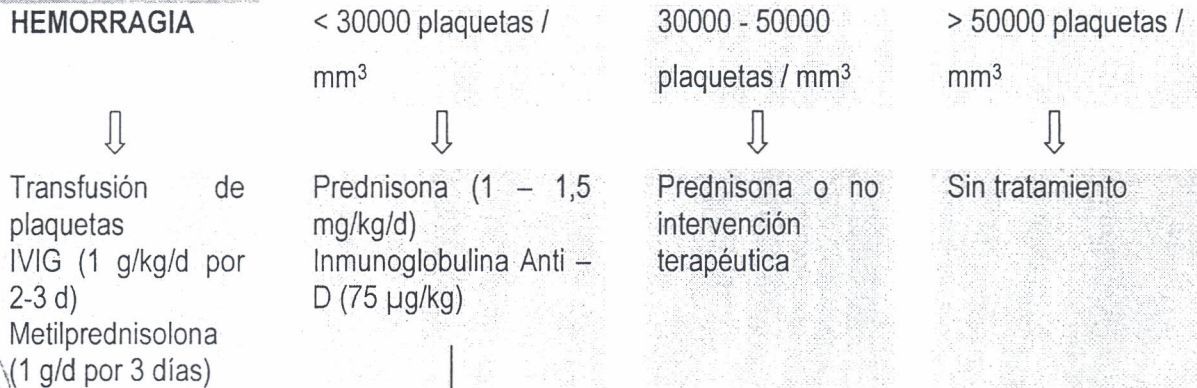 HEMORRAGIA
< 30000 plaquetas /
mm³
30000 - 50000
plaquetas / mm³
> 50000 plaquetas /
mm³
Transfusión de
plaquetas
IVIG (1 g/kg/d por
2-3 d)
Metilprednisolona
(1 g/d por 3 días)
Prednisona (1 – 1,5
mg/kg/d)
Inmunoglobulina Anti –
D (75 µg/kg)
Prednisona o no
intervención
terapéutica
Sin tratamiento